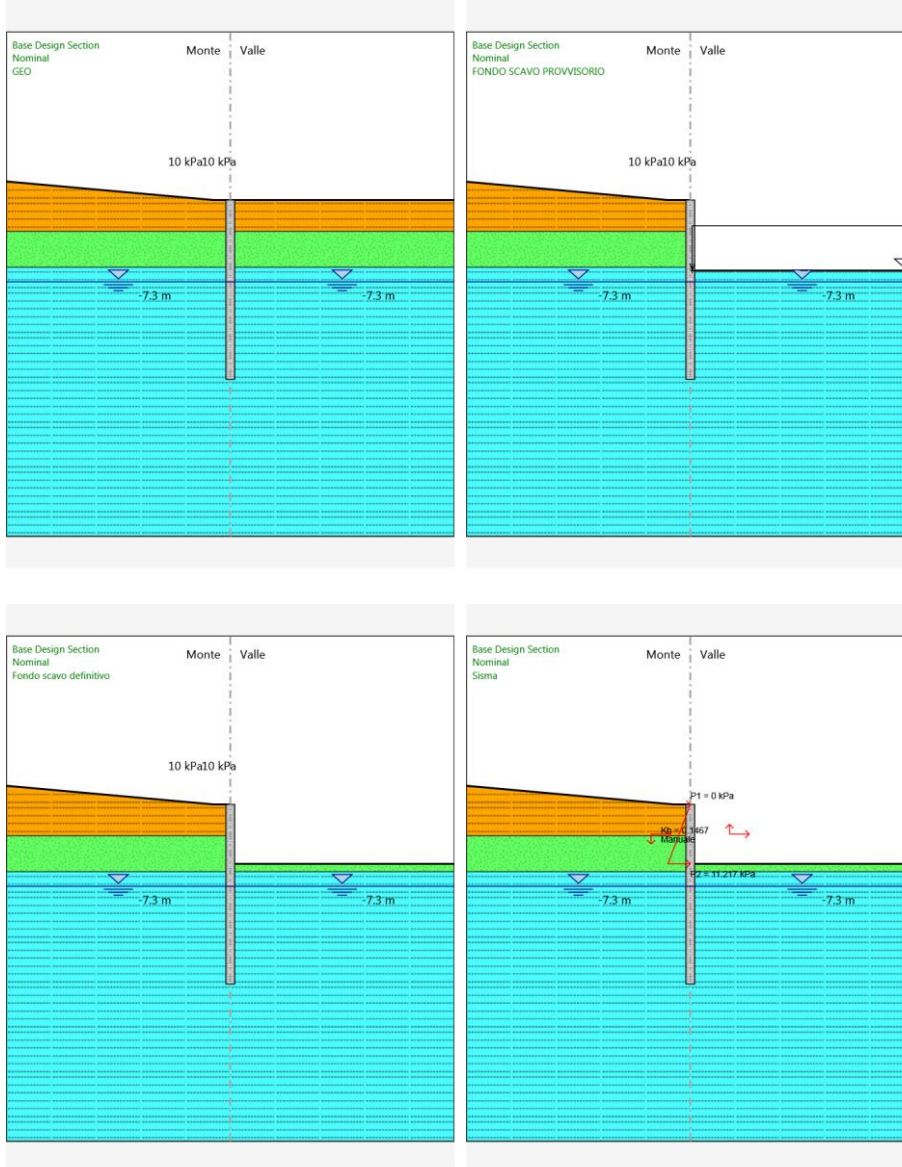 Base Design Section
Nominal
GEO
Monte Valle
10 kPa10 kPa
-7.3 m -7.3 m
Base Design Section
Nominal
FONDO SCAVO PROVVISORIO
Monte Valle
10 kPa10 kPa
-7.3 m -7.3 m
Base Design Section
Nominal
Fondo scavo definitivo
Monte Valle
10 kPa10 kPa
-7.3 m -7.3 m
Base Design Section
Nominal
Sisma
Monte Valle
P1 = 0 kPa
Kh = 0.1467
Manuale
P2 = 11.217 kPa
-7.3 m -7.3 m